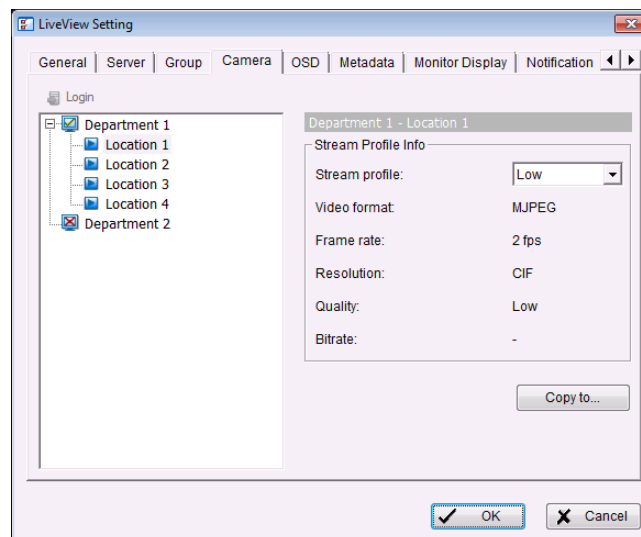 LiveView Setting
General Server Group Camera OSD Metadata Monitor Display Notification
Login
Department 1
Location 1
Location 2
Location 3
Location 4
Department 2
Department 1 - Location 1
Stream Profile Info
Stream profile: Low
Video format: MJPEG
Frame rate: 2 fps
Resolution: CIF
Quality: Low
Bitrate: -
Copy to...
OK Cancel